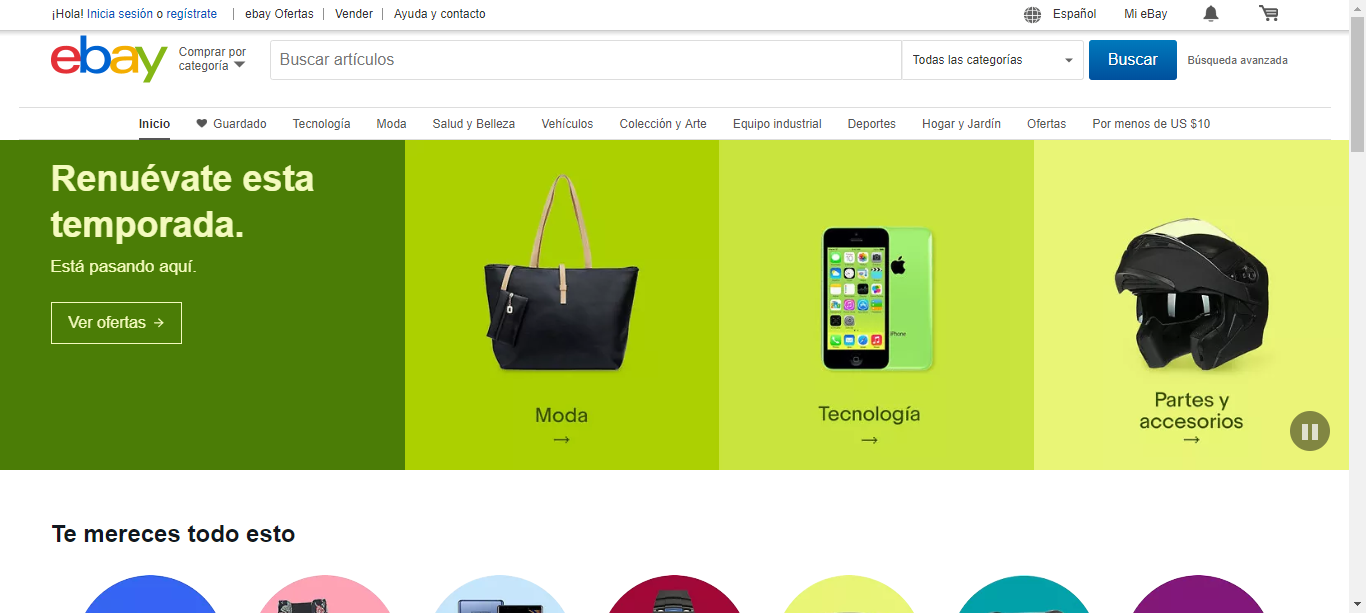 ¡Hola! Inicia sesión o regístrate
ebay Ofertas
Vender
Ayuda y contacto
Español
Mi eBay
ebay
Comprar por
categoría
Buscar artículos
Todas las categorías
Buscar
Búsqueda avanzada
Inicio
Guardado
Tecnología
Moda
Salud y Belleza
Vehículos
Colección y Arte
Equipo industrial
Deportes
Hogar y Jardín
Ofertas
Por menos de US $10
Renuévate esta
temporada.
Está pasando aquí.
Ver ofertas →
Moda
→
iPhone
Tecnología
→
Partes y
accesorios
→
Te mereces todo esto